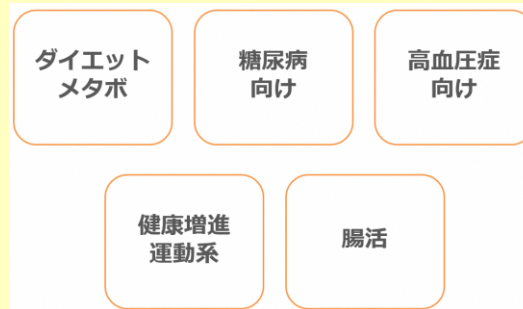 ダイエット
メタボ
糖尿病
向け
高血圧症
向け
健康増進
運動系
腸活